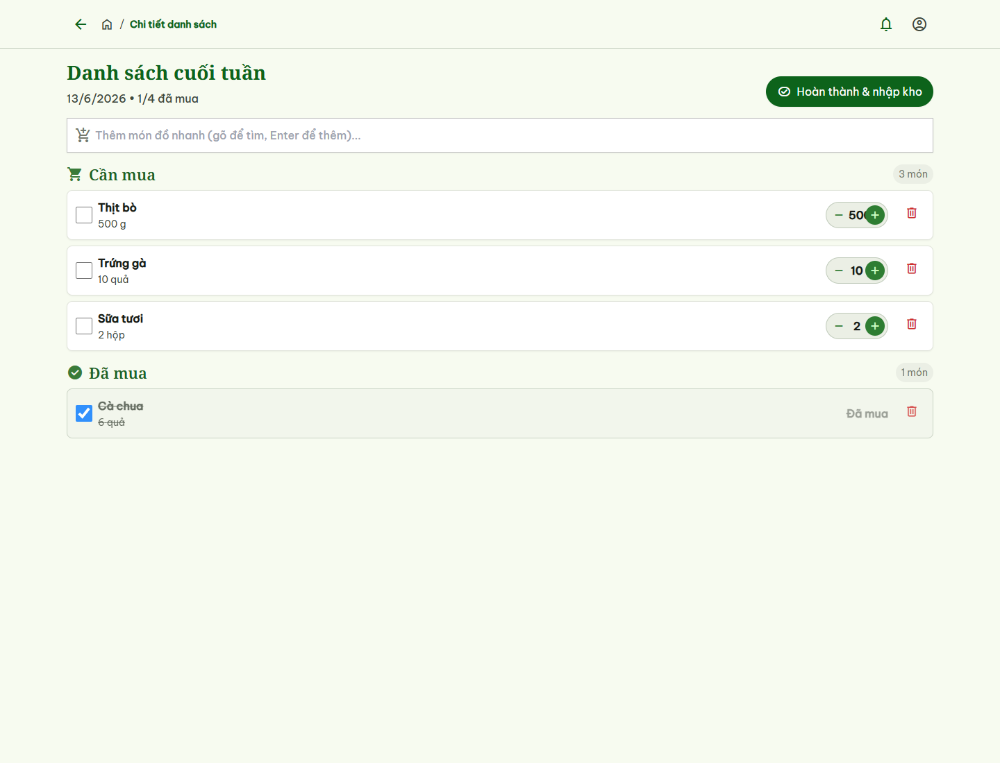 / Chi tiết danh sách
Danh sách cuối tuần
13/6/2026 • 1/4 đã mua
Hoàn thành & nhập kho
Thêm món đồ nhanh (gõ để tìm, Enter để thêm)...
Cần mua
3 món
Thịt bò
500 g
500
Trứng gà
10 quả
10
Sữa tươi
2 hộp
2
Đã mua
1 món
Cà chua
6 quả
Đã mua